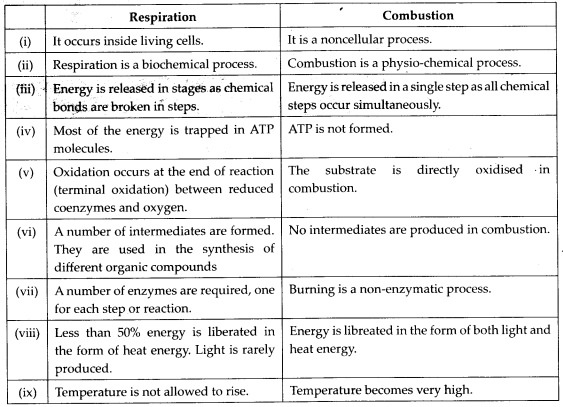 Respiration Combustion
(i) It occurs inside living cells. It is a noncellular process.
(ii) Respiration is a biochemical process. Combustion is a physio-chemical process.
(iii) Energy is released in stages as chemical Energy is released in a single step as all chemical
bonds are broken in steps. steps occur simultaneously.
(iv) Most of the energy is trapped in ATP ATP is not formed.
molecules.
(v) Oxidation occurs at the end of reaction The substrate is directly oxidised in
(terminal oxidation) between reduced combustion.
coenzymes and oxygen.
(vi) A number of intermediates are formed. No intermediates are produced in combustion.
They are used in the synthesis of
different organic compounds
(vii) A number of enzymes are required, one Burning is a non-enzymatic process.
for each step or reaction.
(viii) Less than 50% energy is liberated in Energy is libreated in the form of both light and
the form of heat energy. Light is rarely heat energy.
produced.
(ix) Temperature is not allowed to rise. Temperature becomes very high.